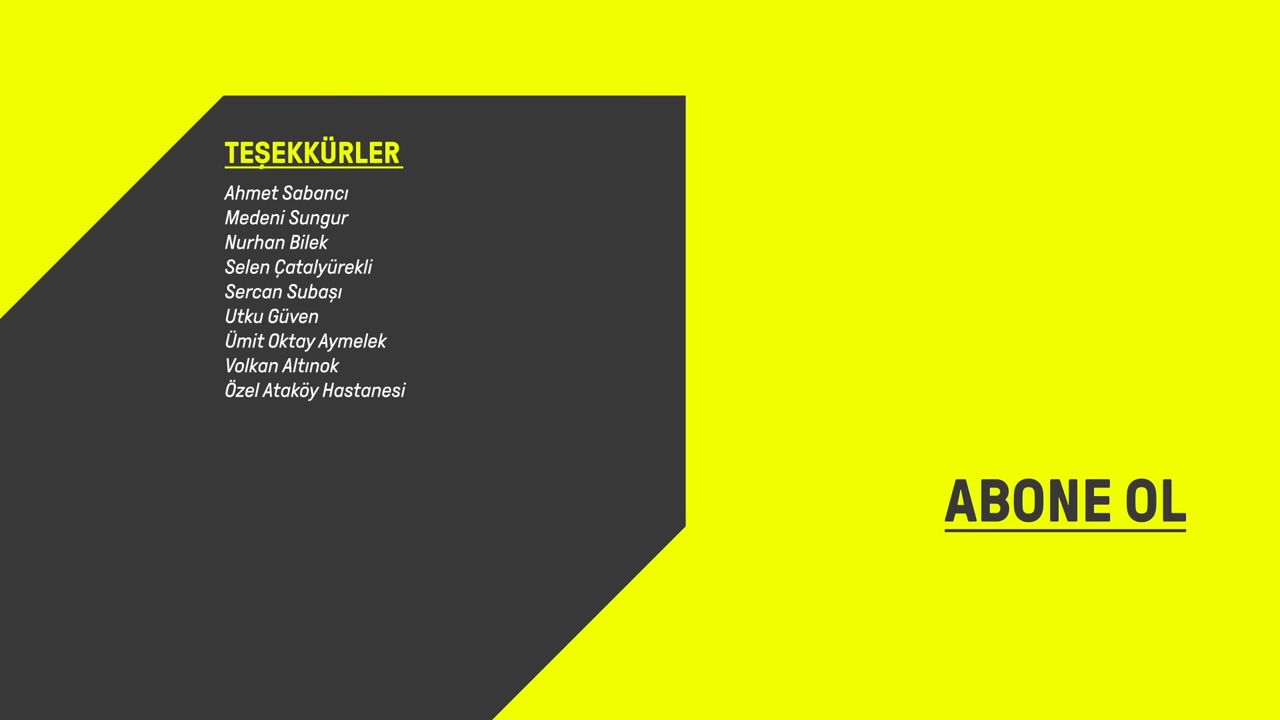 TEŞEKKÜRLER
Ahmet Sabancı
Medeni Sungur
Nurhan Bilek
Selen Çatalyürekli
Sercan Subaşı
Utku Güven
Ümit Oktay Aymelek
Volkan Altınok
Özel Ataköy Hastanesi
ABONE OL